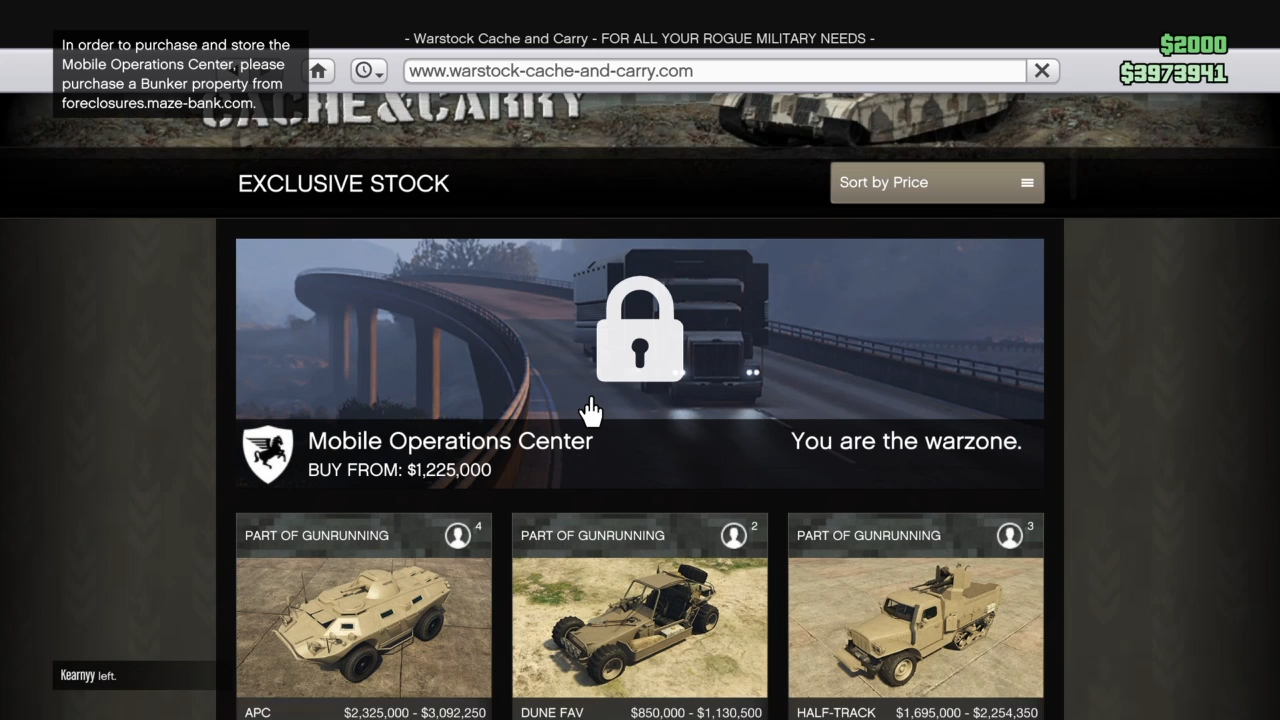 In order to purchase and store the
Mobile Operations Center, please
purchase a Bunker property from
foreclosures.maze-bank.com.
- Warstock Cache and Carry - FOR ALL YOUR ROGUE MILITARY NEEDS -
$2000
www.warstock-cache-and-carry.com
$3973941
CACHE&CARRY
EXCLUSIVE STOCK
Sort by Price
Mobile Operations Center
You are the warzone.
BUY FROM: $1,225,000
PART OF GUNRUNNING
4
PART OF GUNRUNNING
2
PART OF GUNRUNNING
3
Kearnyy left.
APC
$2,325,000 - $3,092,250
DUNE FAV
$850,000 - $1,130,500
HALF-TRACK
$1,695,000 - $2,254,350